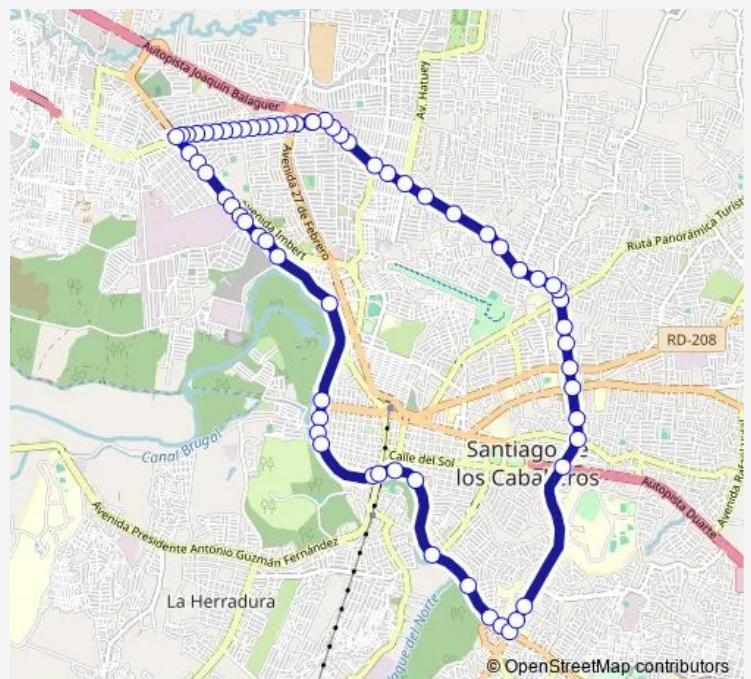 Autopista Joaquín Balaguer
Av. Hatuey
Avenida 27 de Febrero
Avenida Imbert
Ruta Panorámica Turíst
RD-208
Canal Brugal
Calle del Sol
Santiago de
los Caballeros
Autopista Duarte
Avenida Presidente Antonio Guzmán Fernández
La Herradura
© OpenStreetMap contributors